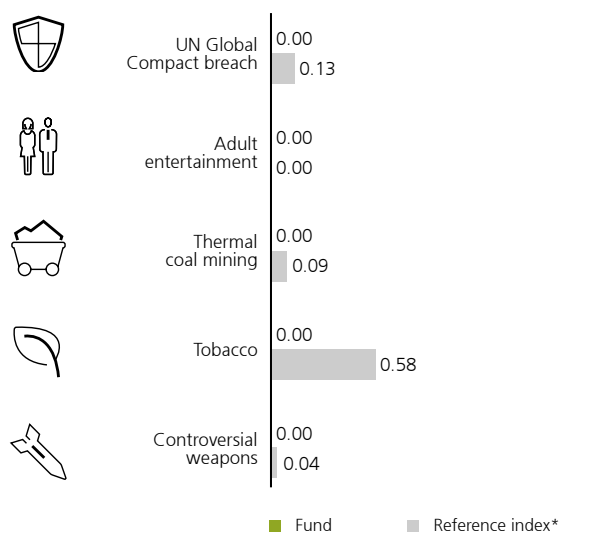 0.00
UN Global
Compact breach
0.13
0.00
Adult
entertainment
0.00
0.00
Thermal
coal mining
0.09
0.00
Tobacco
0.58
0.00
Controversial
weapons
0.04
Fund
Reference index*